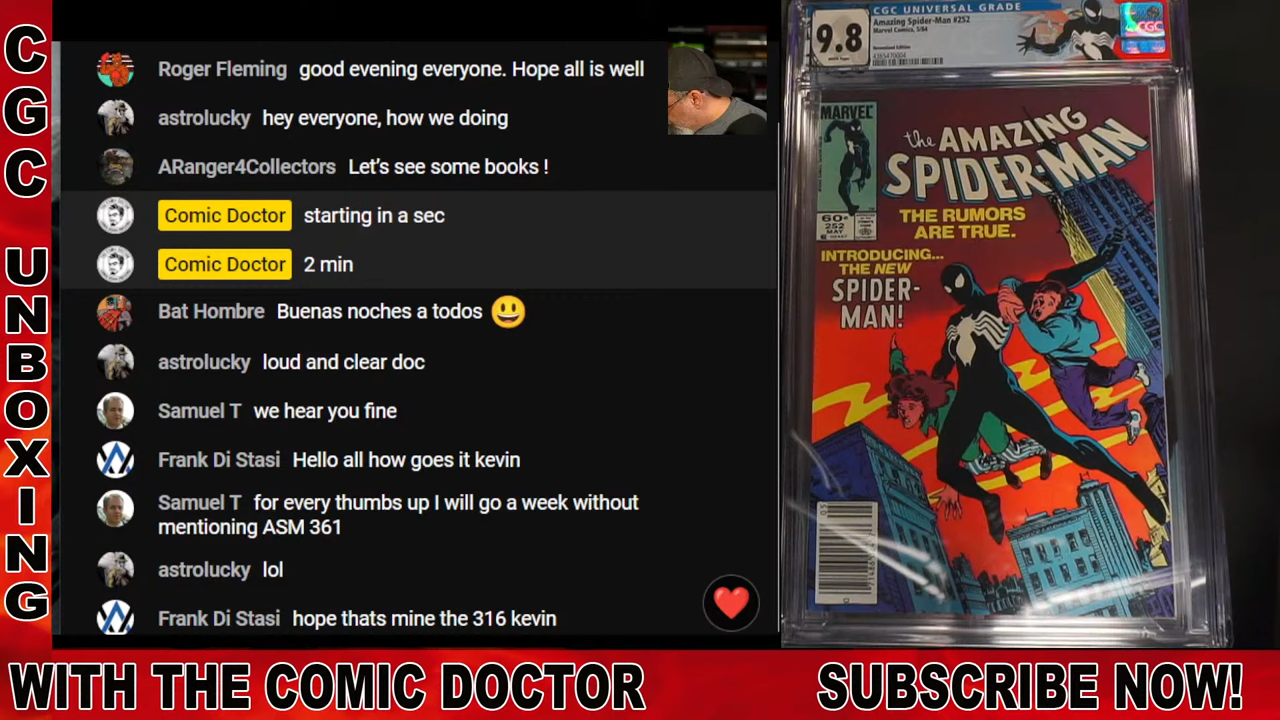 CGC UNBOXING
Roger Fleming good evening everyone. Hope all is well
astrolucky hey everyone, how we doing
ARanger4Collectors Let's see some books !
Comic Doctor starting in a sec
Comic Doctor 2 min
Bat Hombre Buenas noches a todos 😃
astrolucky loud and clear doc
Samuel T we hear you fine
Frank Di Stasi Hello all how goes it kevin
Samuel T for every thumbs up I will go a week without
mentioning ASM 361
astrolucky lol
Frank Di Stasi hope thats mine the 316 kevin
CGC UNIVERSAL GRADE
9.8
Amazing Spider-Man #252
Marvel Comics, 5/84
CGC
MARVEL
60¢
252
MAY
the AMAZING
SPIDER-MAN
THE RUMORS
ARE TRUE.
INTRODUCING...
THE NEW
SPIDER-
MAN!
WITH THE COMIC DOCTOR
SUBSCRIBE NOW!